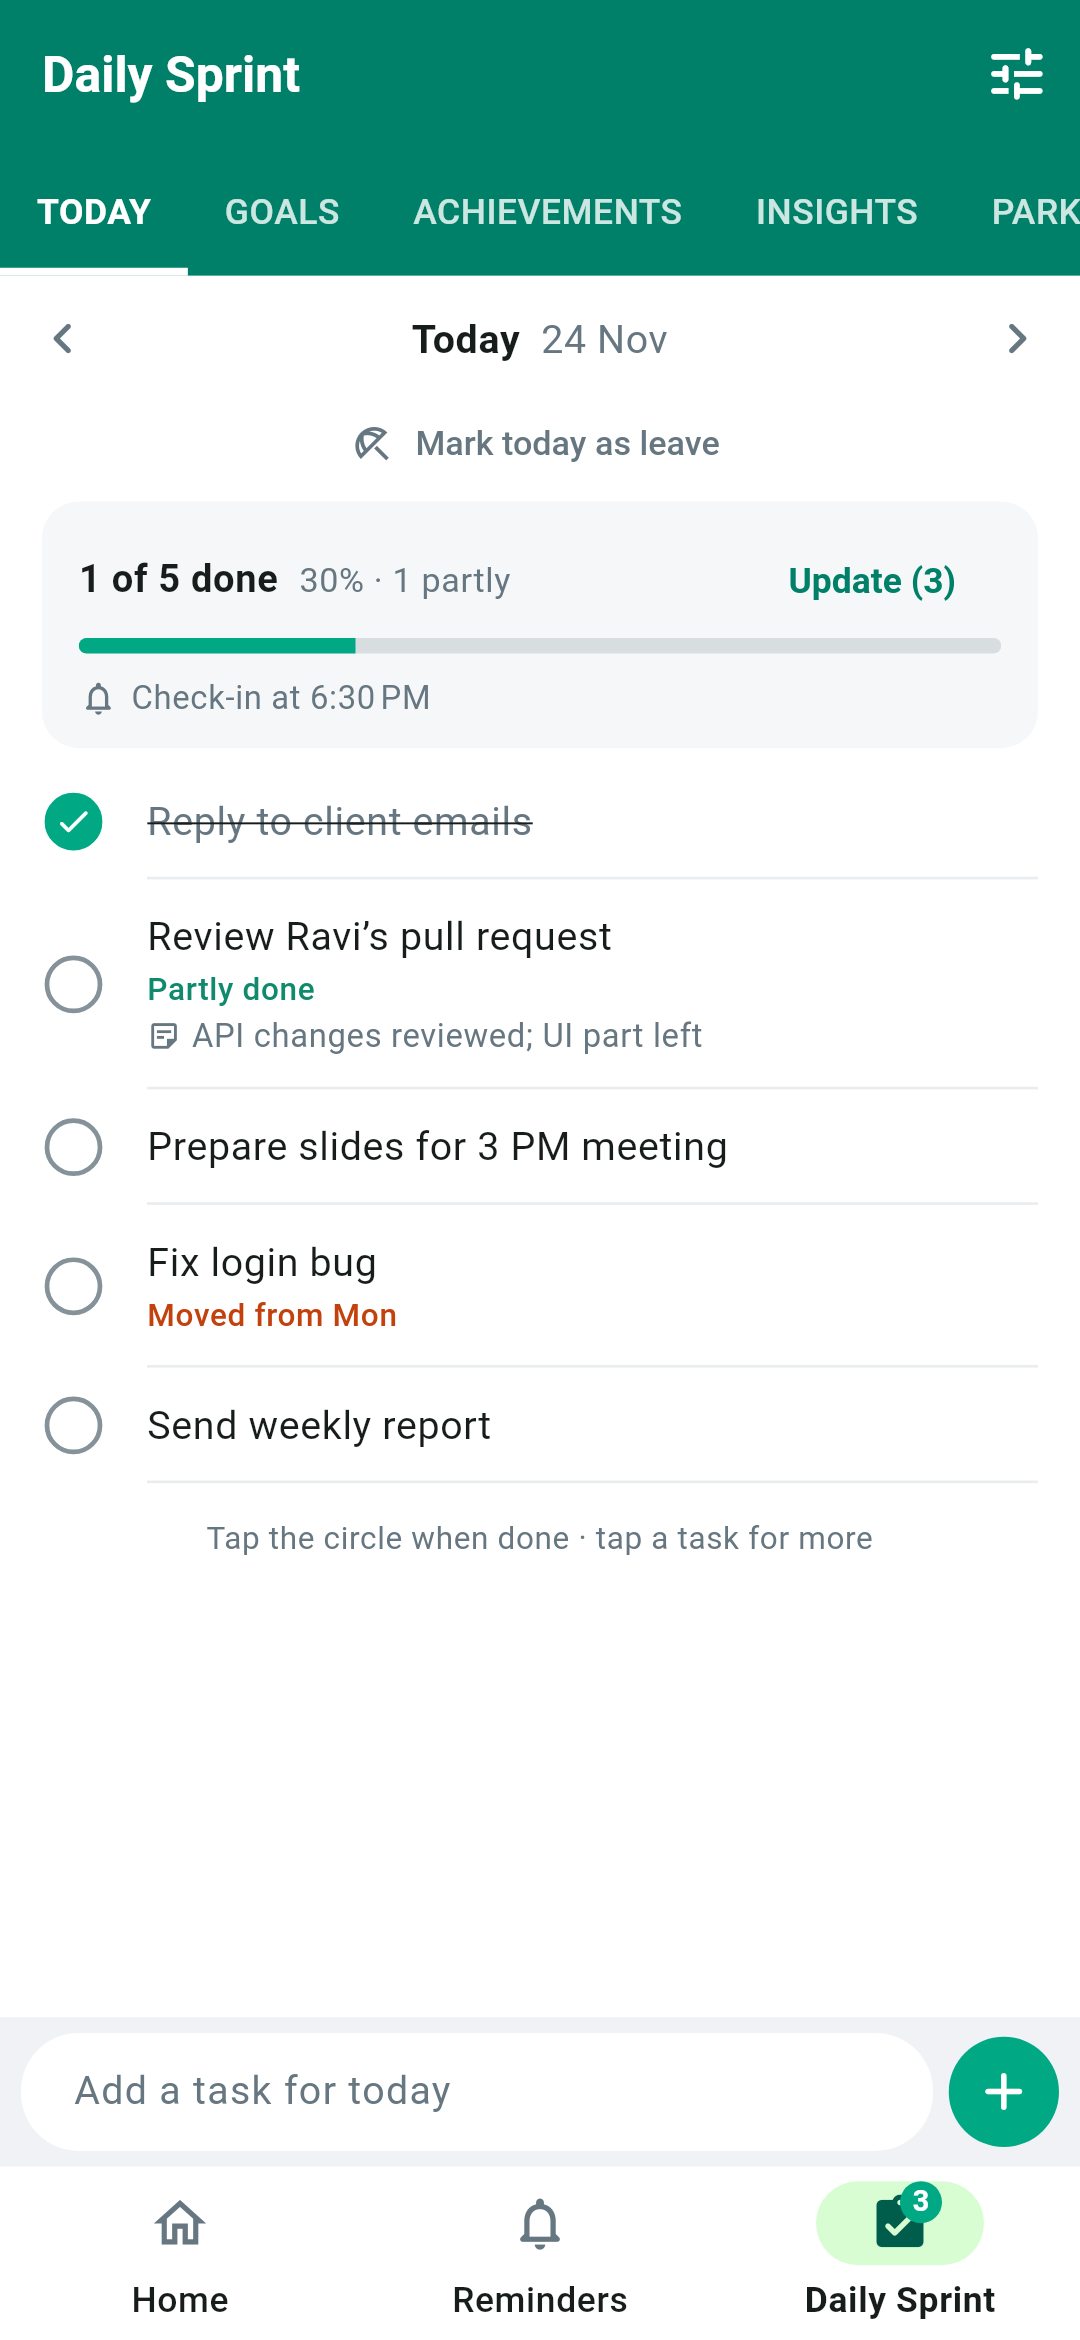 Daily Sprint
TODAY GOALS ACHIEVEMENTS INSIGHTS PARK
Today 24 Nov
Mark today as leave
1 of 5 done 30% · 1 partly Update (3)
Check-in at 6:30 PM
Reply to client emails
Review Ravi’s pull request
Partly done
API changes reviewed; UI part left
Prepare slides for 3 PM meeting
Fix login bug
Moved from Mon
Send weekly report
Tap the circle when done · tap a task for more
Add a task for today
3
Home Reminders Daily Sprint